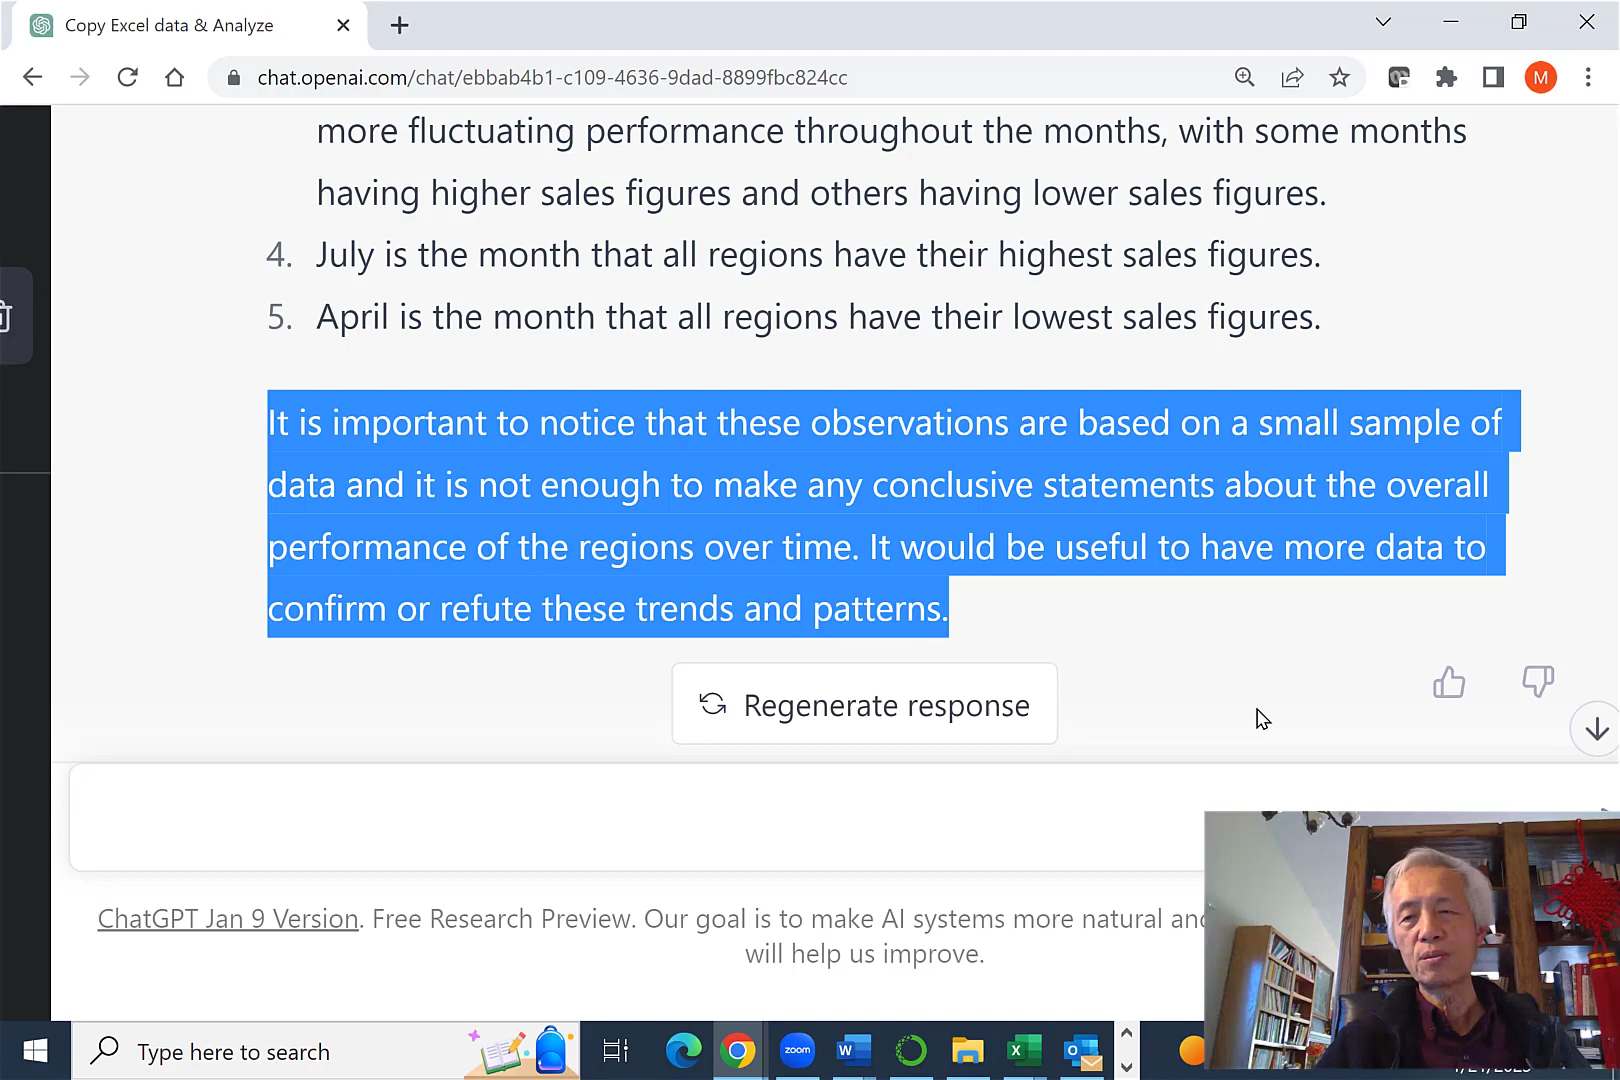 Copy Excel data & Analyze
chat.openai.com/chat/ebbab4b1-c109-4636-9dad-8899fbc824cc
M
more fluctuating performance throughout the months, with some months
having higher sales figures and others having lower sales figures.
4. July is the month that all regions have their highest sales figures.
5. April is the month that all regions have their lowest sales figures.
It is important to notice that these observations are based on a small sample of
data and it is not enough to make any conclusive statements about the overall
performance of the regions over time. It would be useful to have more data to
confirm or refute these trends and patterns.
Regenerate response
ChatGPT Jan 9 Version. Free Research Preview. Our goal is to make AI systems more natural and
will help us improve.
Type here to search
zoom
W
X
O